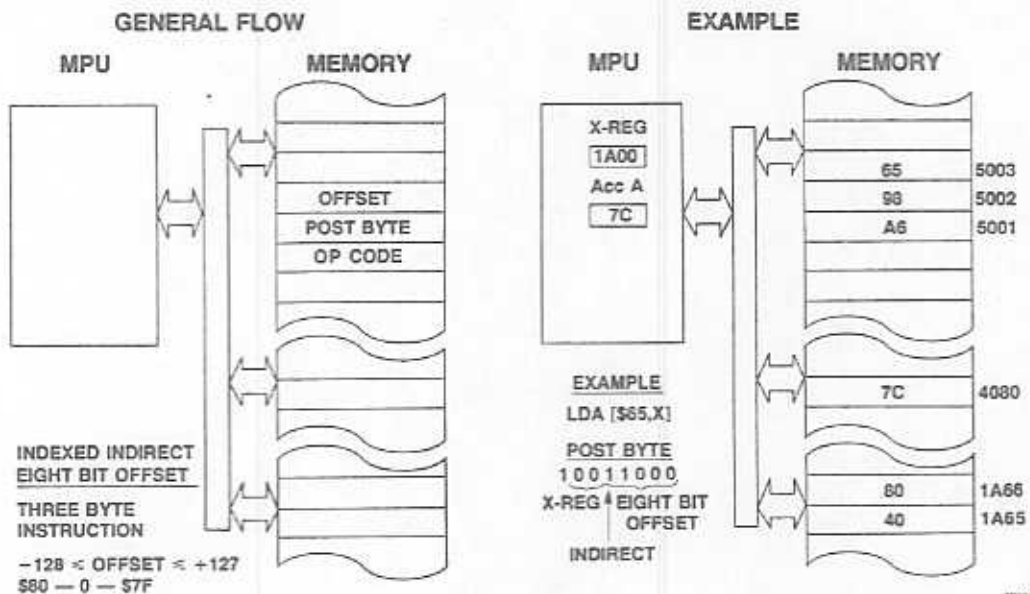 GENERAL FLOW
MPU
MEMORY
OFFSET
POST BYTE
OP CODE
INDEXED INDIRECT
EIGHT BIT OFFSET
THREE BYTE
INSTRUCTION
−128 ≤ OFFSET ≤ +127
$80 — 0 — $7F
EXAMPLE
MPU
MEMORY
X-REG
1A00
Acc A
7C
65 5003
98 5002
A6 5001
7C 4080
80 1A66
40 1A65
EXAMPLE
LDA [$65,X]
POST BYTE
10011000
X-REG EIGHT BIT
OFFSET
INDIRECT